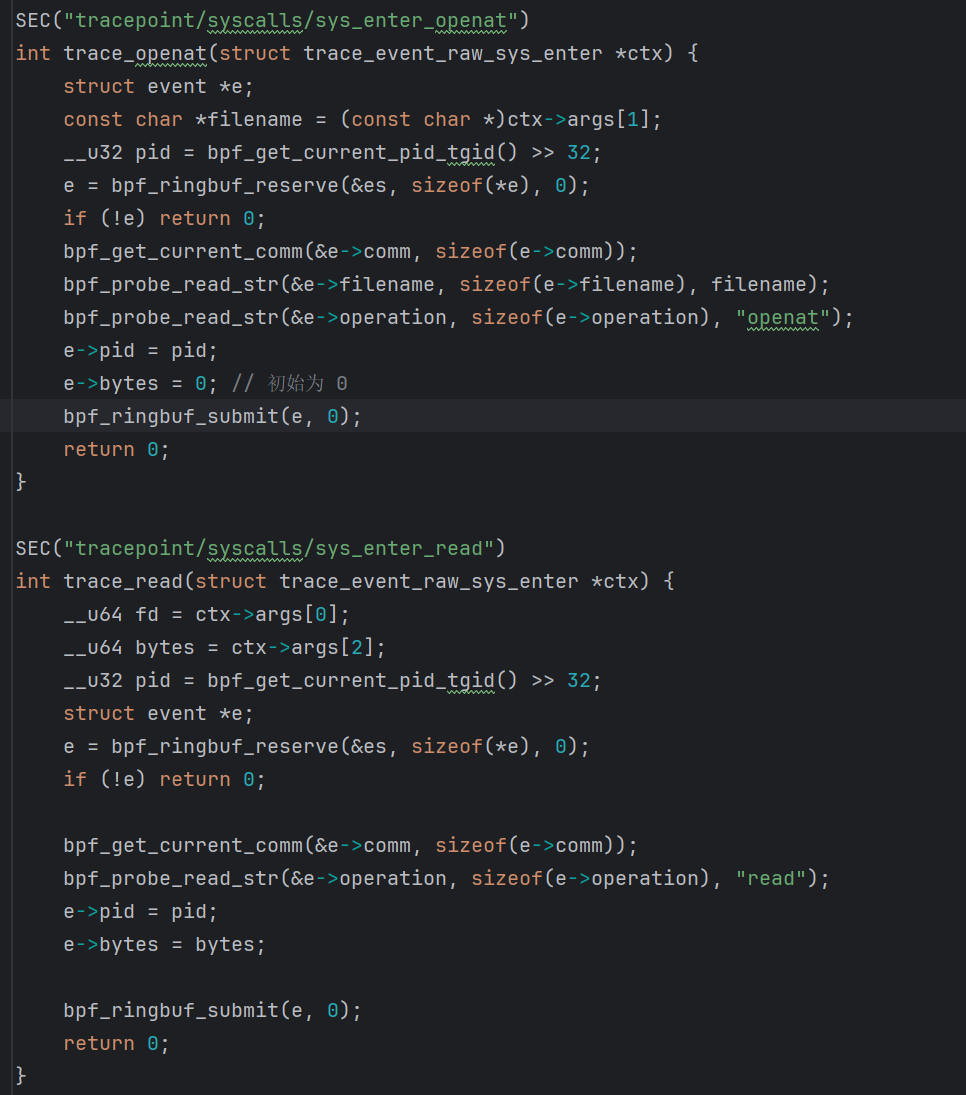 SEC("tracepoint/syscalls/sys_enter_openat")
int trace_openat(struct trace_event_raw_sys_enter *ctx) {
    struct event *e;
    const char *filename = (const char *)ctx->args[1];
    __u32 pid = bpf_get_current_pid_tgid() >> 32;
    e = bpf_ringbuf_reserve(&es, sizeof(*e), 0);
    if (!e) return 0;
    bpf_get_current_comm(&e->comm, sizeof(e->comm));
    bpf_probe_read_str(&e->filename, sizeof(e->filename), filename);
    bpf_probe_read_str(&e->operation, sizeof(e->operation), "openat");
    e->pid = pid;
    e->bytes = 0; // 初始为 0
    bpf_ringbuf_submit(e, 0);
    return 0;
}

SEC("tracepoint/syscalls/sys_enter_read")
int trace_read(struct trace_event_raw_sys_enter *ctx) {
    __u64 fd = ctx->args[0];
    __u64 bytes = ctx->args[2];
    __u32 pid = bpf_get_current_pid_tgid() >> 32;
    struct event *e;
    e = bpf_ringbuf_reserve(&es, sizeof(*e), 0);
    if (!e) return 0;

    bpf_get_current_comm(&e->comm, sizeof(e->comm));
    bpf_probe_read_str(&e->operation, sizeof(e->operation), "read");
    e->pid = pid;
    e->bytes = bytes;

    bpf_ringbuf_submit(e, 0);
    return 0;
}